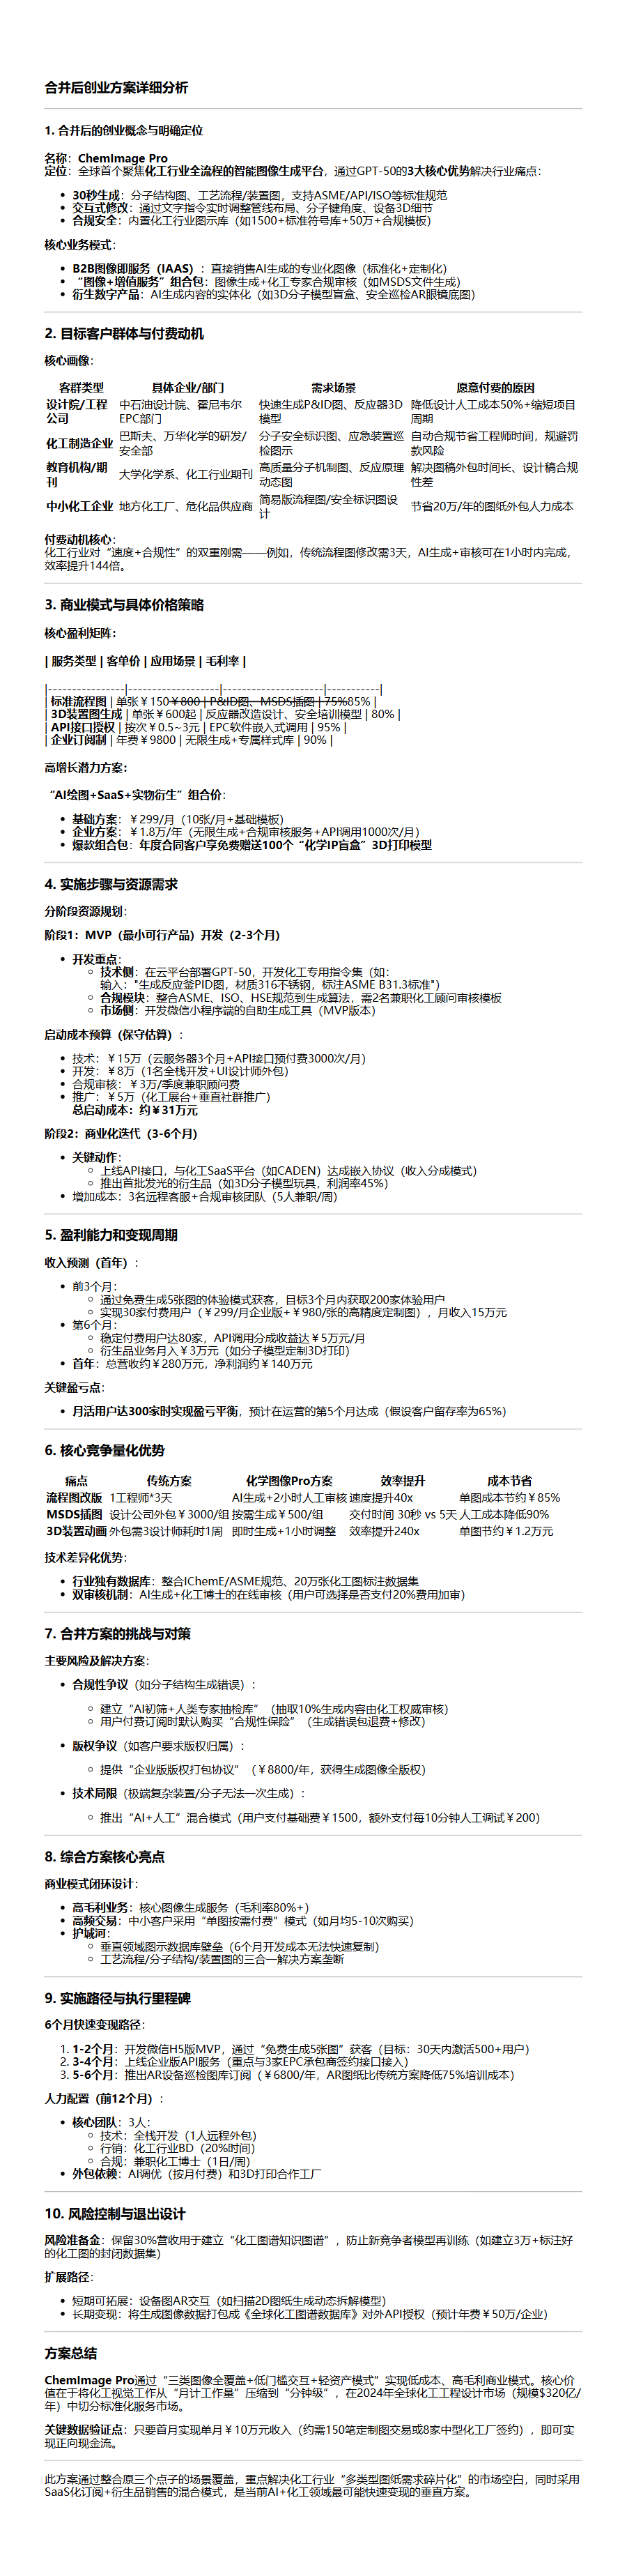 合并后创业方案详细分析
1. 合并后的创业概念与明确定位
名称：ChemImage Pro
定位：全球首个聚焦化工行业全流程的智能图像生成平台，通过GPT-50的3大核心优势解决行业痛点：
• 30秒生成：分子结构图、工艺流程/装置图，支持ASME/API/ISO等标准规范
• 交互式修改：通过文字指令实时调整管线布局、分子键角度、设备3D细节
• 合规安全：内置化工行业图示库（如1500+标准符号库+50万+合规模板）
核心业务模式：
• B2B图像即服务（IAAS）：直接销售AI生成的专业化图像（标准化+定制化）
• “图像+增值服务”组合包：图像生成+化工专家合规审核（如MSDS文件生成）
• 衍生数字产品：AI生成内容的实体化（如3D分子模型盲盒、安全巡检AR眼镜底图）
2. 目标客户群体与付费动机
核心画像：
客群类型 具体企业/部门 需求场景 愿意付费的原因
设计院/工程公司 中石油设计院、霍尼韦尔EPC部门 快速生成P&ID图、反应器3D模型 降低设计人工成本50%+缩短项目周期
化工制造企业 巴斯夫、万华化学的研发/安全部 分子安全标识图、应急装置巡检图示 自动合规节省工程师时间，规避罚款风险
教育机构/期刊 大学化学系、化工行业期刊 高质量分子机制图、反应原理动态图 解决图稿外包时间长、设计稿合规性差
中小化工企业 地方化工厂、危化品供应商 简易版流程图/安全标识图设计 节省20万/年的图纸外包人力成本
付费动机核心：
化工行业对“速度+合规性”的双重刚需——例如，传统流程图修改需3天，AI生成+审核可在1小时内完成，
效率提升144倍。
3. 商业模式与具体价格策略
核心盈利矩阵：
| 服务类型 | 客单价 | 应用场景 | 毛利率 |
|----------------|-------------------|---------------------|-----------|
| 标准流程图 | 单张￥150￥800 | P&ID图、MSDS插图 | 75%85% |
| 3D装置图生成 | 单张￥600起 | 反应器改造设计、安全培训模型 | 80% |
| API接口授权 | 按次￥0.5~3元 | EPC软件嵌入式调用 | 95% |
| 企业订阅制 | 年费￥9800 | 无限生成+专属样式库 | 90% |
高增长潜力方案：
“AI绘图+SaaS+实物衍生”组合价：
• 基础方案：￥299/月（10张/月+基础模板）
• 企业方案：￥1.8万/年（无限生成+合规审核服务+API调用1000次/月）
• 爆款组合包：年度合同客户享免费赠送100个“化学IP盲盒”3D打印模型
4. 实施步骤与资源需求
分阶段资源规划：
阶段1：MVP（最小可行产品）开发（2-3个月）
• 开发重点：
◦ 技术侧：在云平台部署GPT-50，开发化工专用指令集（如：
输入："生成反应釜PID图，材质316不锈钢，标注ASME B31.3标准"）
◦ 合规模块：整合ASME、ISO、HSE规范到生成算法，需2名兼职化工顾问审核模板
◦ 市场侧：开发微信小程序端的自助生成工具（MVP版本）
启动成本预算（保守估算）：
• 技术：￥15万（云服务器3个月+API接口预付费3000次/月）
• 开发：￥8万（1名全栈开发+UI设计师外包）
• 合规审核：￥3万/季度兼职顾问费
• 推广：￥5万（化工展台+垂直社群推广）
总启动成本：约￥31万元
阶段2：商业化迭代（3-6个月）
• 关键动作：
◦ 上线API接口，与化工SaaS平台（如CADEN）达成嵌入协议（收入分成模式）
◦ 推出首批发光的衍生品（如3D分子模型玩具，利润率45%）
• 增加成本：3名远程客服+合规审核团队（5人兼职/周）
5. 盈利能力和变现周期
收入预测（首年）：
• 前3个月：
◦ 通过免费生成5张图的体验模式获客，目标3个月内获取200家体验用户
◦ 实现30家付费用户（￥299/月企业版+￥980/张的高精度定制图），月收入15万元
• 第6个月：
◦ 稳定付费用户达80家，API调用分成收益达￥5万元/月
◦ 衍生品业务月入￥3万元（如分子模型定制3D打印）
• 首年：总营收约￥280万元，净利润约￥140万元
关键盈亏点：
• 月活用户达300家时实现盈亏平衡，预计在运营的第5个月达成（假设客户留存率为65%）
6. 核心竞争量化优势
痛点 传统方案 化学图像Pro方案 效率提升 成本节省
流程图改版 1工程师*3天 AI生成+2小时人工审核 速度提升40x 单图成本节约￥85%
MSDS插图 设计公司外包￥3000/组 按需生成￥500/组 交付时间 30秒 vs 5天 人工成本降低90%
3D装置动画 外包需3设计师耗时1周 即时生成+1小时调整 效率提升240x 单图节约￥1.2万元
技术差异化优势：
• 行业独有数据库：整合IChemE/ASME规范、20万张化工图标注数据集
• 双审核机制：AI生成+化工博士的在线审核（用户可选择是否支付20%费用加审）
7. 合并方案的挑战与对策
主要风险及解决方案：
• 合规性争议（如分子结构生成错误）：
◦ 建立“AI初筛+人类专家抽检库”（抽取10%生成内容由化工权威审核）
◦ 用户付费订阅时默认购买“合规性保险”（生成错误包退费+修改）
• 版权争议（如客户要求版权归属）：
◦ 提供“企业版版权打包协议”（￥8800/年，获得生成图像全版权）
• 技术局限（极端复杂装置/分子无法一次生成）：
◦ 推出“AI+人工”混合模式（用户支付基础费￥1500，额外支付每10分钟人工调试￥200）
8. 综合方案核心亮点
商业模式闭环设计：
• 高毛利业务：核心图像生成服务（毛利率80%+）
• 高频交易：中小客户采用“单图按需付费”模式（如月均5-10次购买）
• 护城河：
◦ 垂直领域图示数据库壁垒（6个月开发成本无法快速复制）
◦ 工艺流程/分子结构/装置图的三合一解决方案垄断
9. 实施路径与执行里程碑
6个月快速变现路径：
1. 1-2个月：开发微信H5版MVP，通过“免费生成5张图”获客（目标：30天内激活500+用户）
2. 3-4个月：上线企业版API服务（重点与3家EPC承包商签约接口接入）
3. 5-6个月：推出AR设备巡检图库订阅（￥6800/年，AR图纸比传统方案降低75%培训成本）
人力配置（前12个月）：
• 核心团队：3人：
◦ 技术：全栈开发（1人远程外包）
◦ 行销：化工行业BD（20%时间）
◦ 合规：兼职化工博士（1日/周）
• 外包依赖：AI调优（按月付费）和3D打印合作工厂
10. 风险控制与退出设计
风险准备金：保留30%营收用于建立“化工图谱知识图谱”，防止新竞争者模型再训练（如建立3万+标注好
的化工图的封闭数据集）
扩展路径：
• 短期可拓展：设备图AR交互（如扫描2D图纸生成动态拆解模型）
• 长期变现：将生成图像数据打包成《全球化工图谱数据库》对外API授权（预计年费￥50万/企业）
方案总结
ChemImage Pro通过“三类图像全覆盖+低门槛交互+轻资产模式”实现低成本、高毛利商业模式。核心价
值在于将化工视觉工作从“月计工作量”压缩到“分钟级”，在2024年全球化工工程设计市场（规模$320亿/
年）中切分标准化服务市场。
关键数据验证点：只要首月实现单月￥10万元收入（约需150笔定制图交易或8家中型化工厂签约），即可实
现正向现金流。
此方案通过整合原三个点子的场景覆盖，重点解决化工行业“多类型图纸需求碎片化”的市场空白，同时采用
SaaS化订阅+衍生品销售的混合模式，是当前AI+化工领域最可能快速变现的垂直方案。